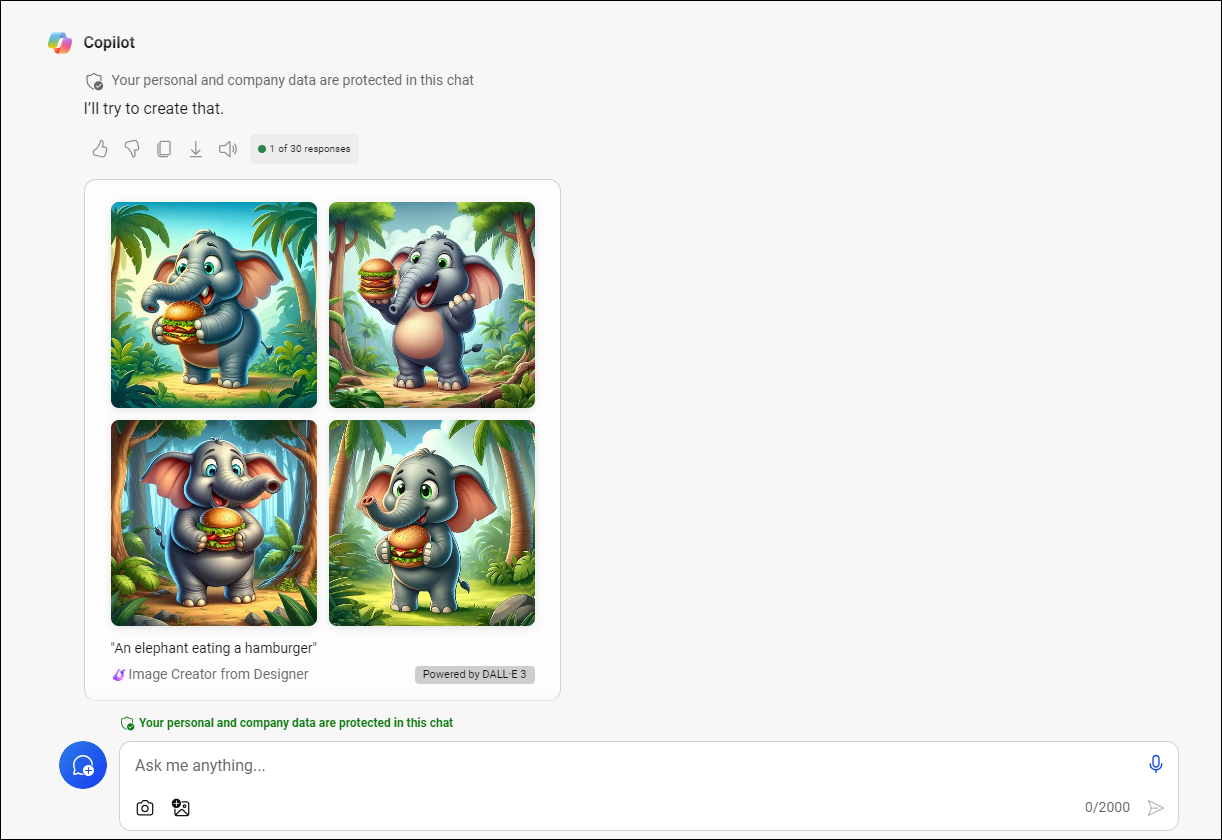 Copilot
Your personal and company data are protected in this chat
I'll try to create that.
1 of 30 responses
"An elephant eating a hamburger"
Image Creator from Designer
Powered by DALL·E 3
Your personal and company data are protected in this chat
Ask me anything...
0/2000